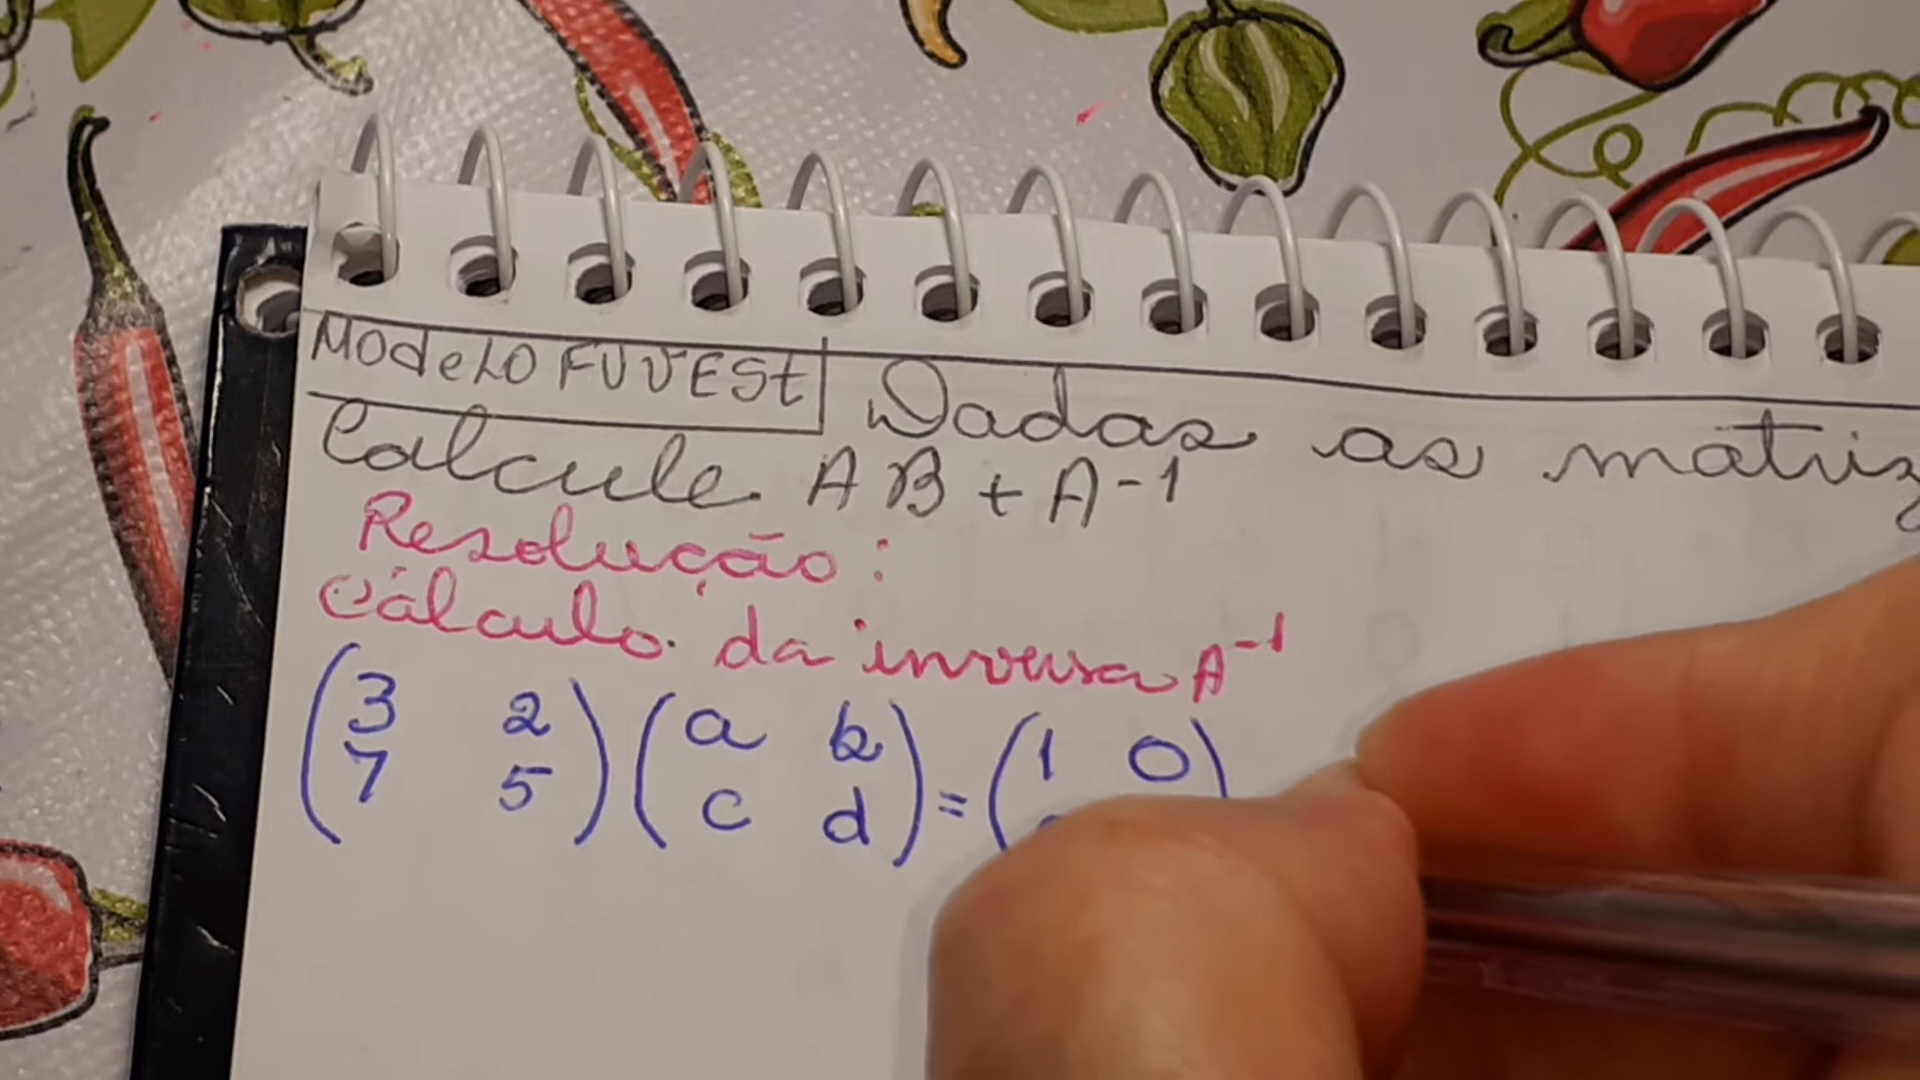 Modelo FUVESt Dadas as matriz
Calcule AB + A-1
Resolução:
Cálculo da inversa A-1
(3 2) (a b) = (1 0)
(7 5) (c d)